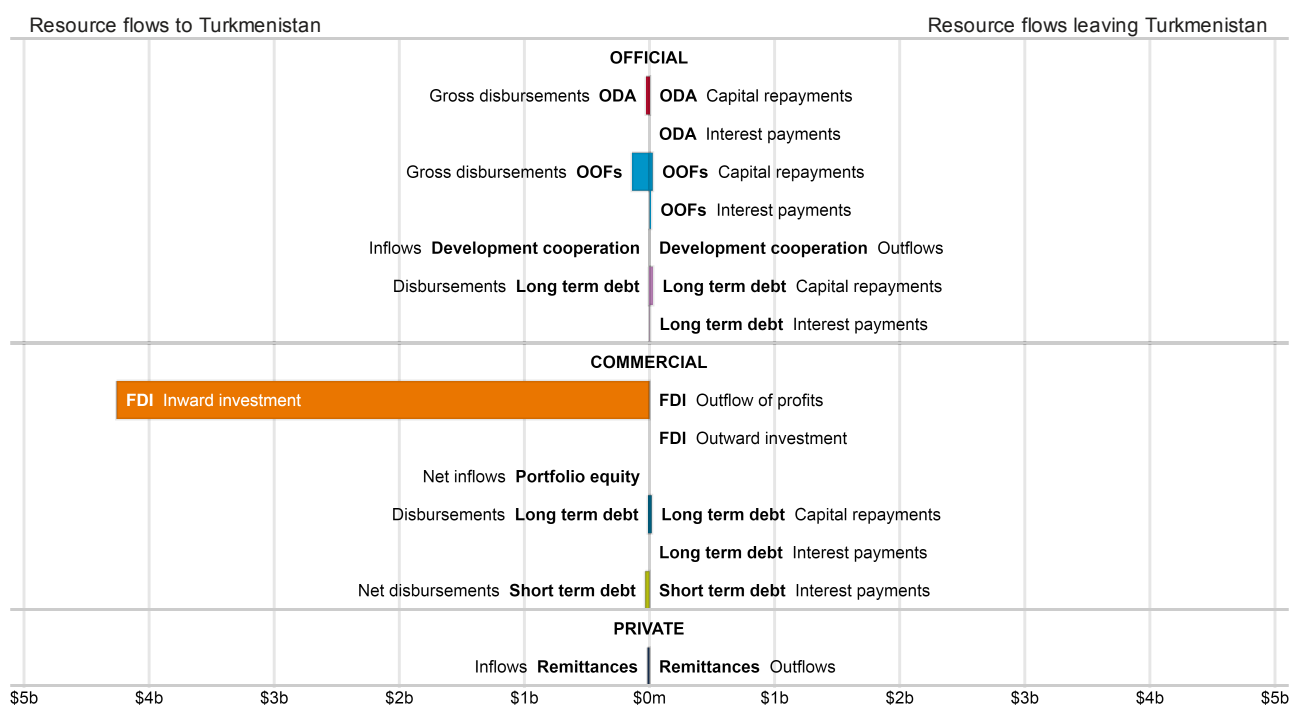 Resource flows to Turkmenistan Resource flows leaving Turkmenistan
OFFICIAL
Gross disbursements ODA ODA Capital repayments
ODA Interest payments
Gross disbursements OOFs OOFs Capital repayments
OOFs Interest payments
Inflows Development cooperation Development cooperation Outflows
Disbursements Long term debt Long term debt Capital repayments
Long term debt Interest payments
COMMERCIAL
FDI Inward investment FDI Outflow of profits
FDI Outward investment
Net inflows Portfolio equity
Disbursements Long term debt Long term debt Capital repayments
Long term debt Interest payments
Net disbursements Short term debt Short term debt Interest payments
PRIVATE
Inflows Remittances Remittances Outflows
$5b $4b $3b $2b $1b $0m $1b $2b $3b $4b $5b